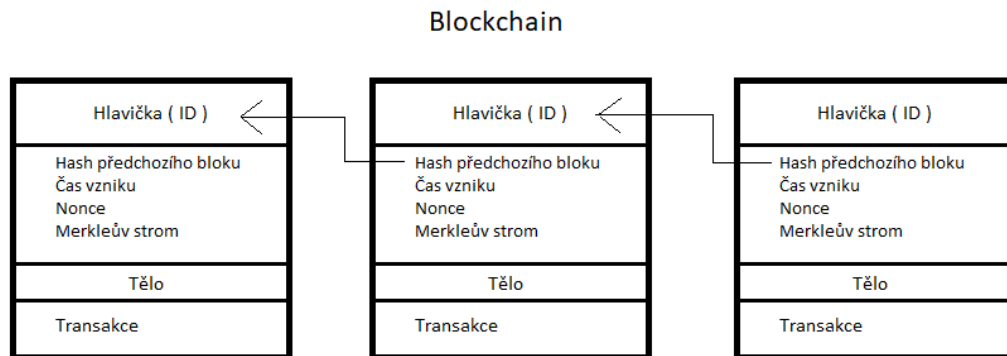 Blockchain
Hlavička ( ID )
Hash předchozího bloku
Čas vzniku
Nonce
Merkleův strom
Tělo
Transakce
Hlavička ( ID )
Hash předchozího bloku
Čas vzniku
Nonce
Merkleův strom
Tělo
Transakce
Hlavička ( ID )
Hash předchozího bloku
Čas vzniku
Nonce
Merkleův strom
Tělo
Transakce